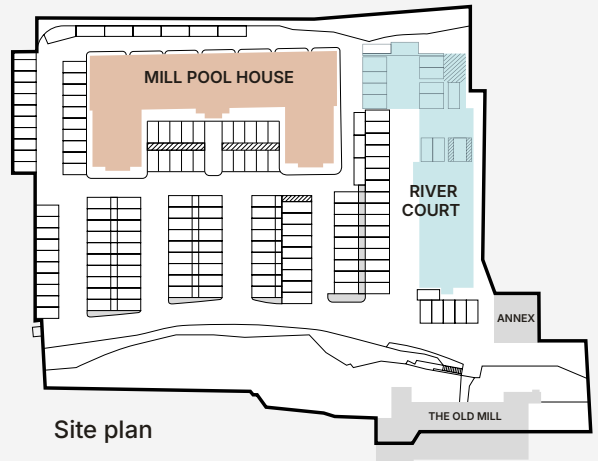 MILL POOL HOUSE
RIVER
COURT
ANNEX
THE OLD MILL
Site plan